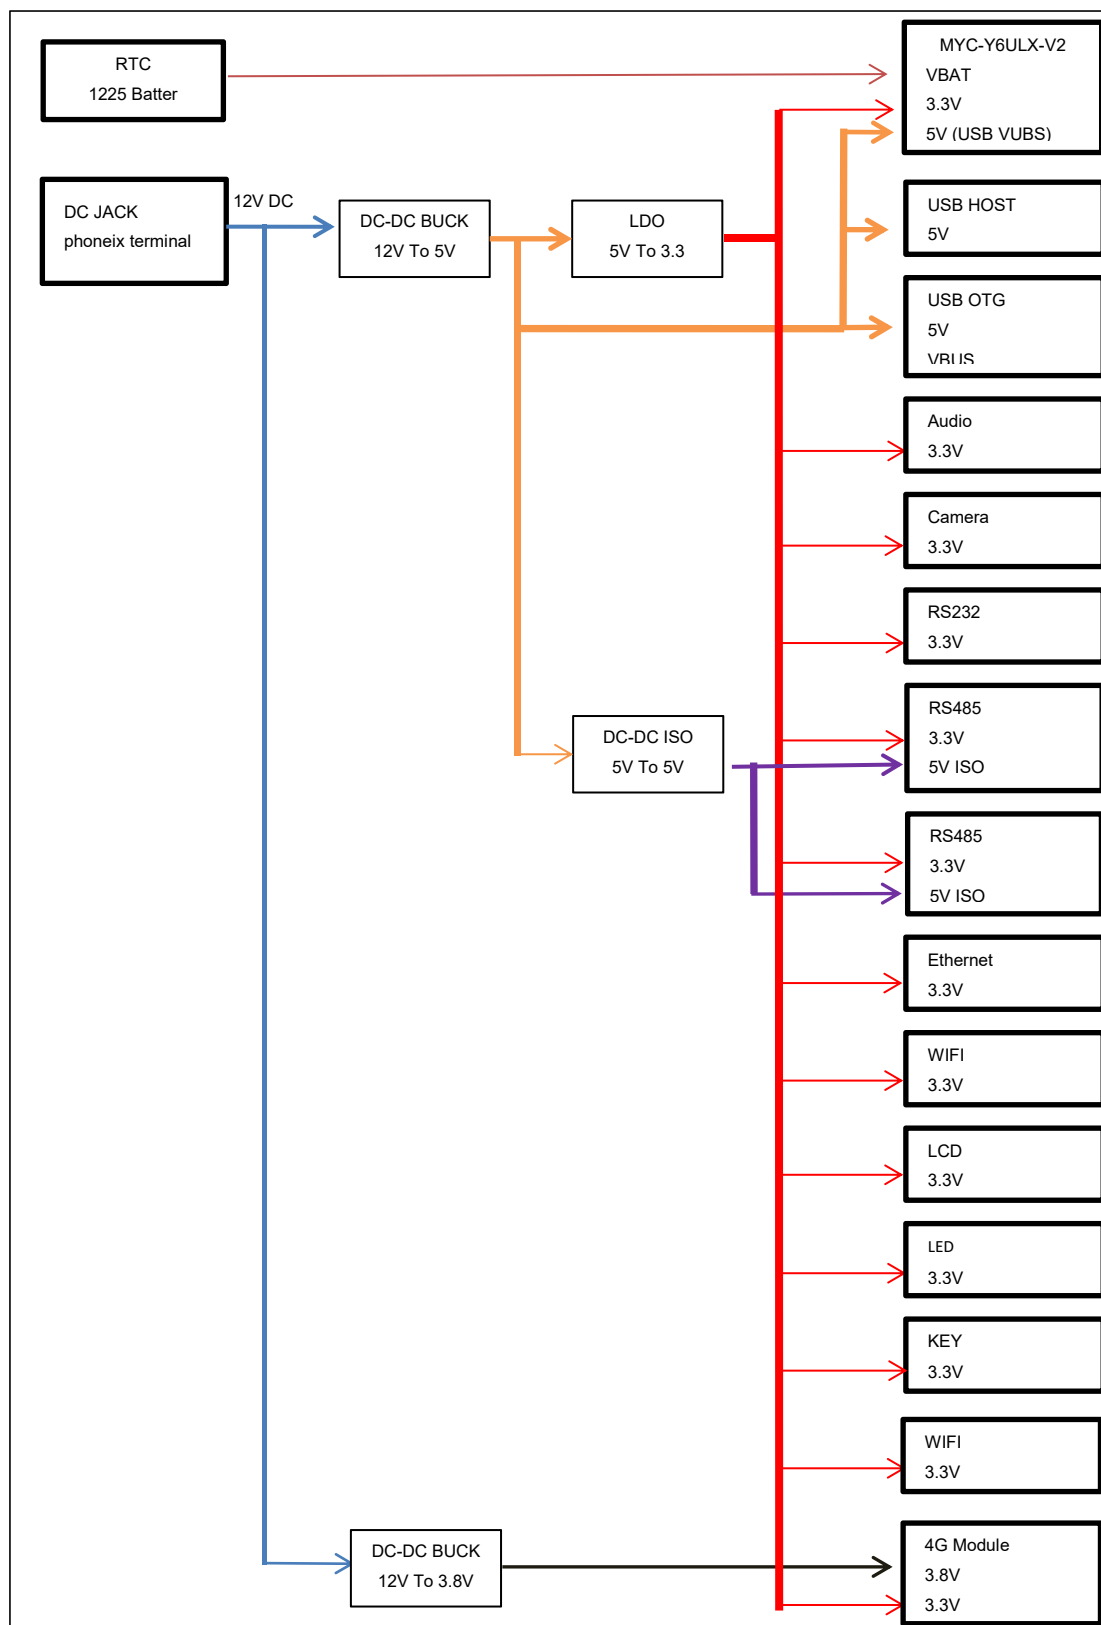 RTC
1225 Batter
DC JACK
phoneix terminal
12V DC
DC-DC BUCK
12V To 5V
LDO
5V To 3.3
DC-DC ISO
5V To 5V
DC-DC BUCK
12V To 3.8V
MYC-Y6ULX-V2
VBAT
3.3V
5V (USB VUBS)
USB HOST
5V
USB OTG
5V
VBUS
Audio
3.3V
Camera
3.3V
RS232
3.3V
RS485
3.3V
5V ISO
RS485
3.3V
5V ISO
Ethernet
3.3V
WIFI
3.3V
LCD
3.3V
LED
3.3V
KEY
3.3V
WIFI
3.3V
4G Module
3.8V
3.3V